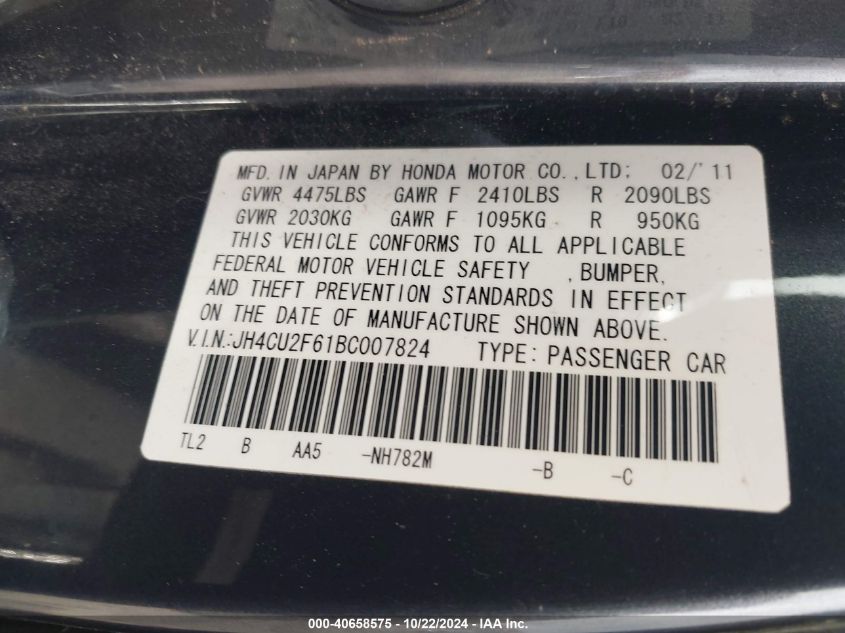 MFD. IN JAPAN BY HONDA MOTOR CO.,LTD: 02/'11
GVWR 4475LBS GAWR F 2410LBS R 2090LBS
GVWR 2030KG GAWR F 1095KG R 950KG
THIS VEHICLE CONFORMS TO ALL APPLICABLE
FEDERAL MOTOR VEHICLE SAFETY ,BUMPER,
AND THEFT PREVENTION STANDARDS IN EFFECT
ON THE DATE OF MANUFACTURE SHOWN ABOVE.
V.I.N.:JH4CU2F61BC007824 TYPE: PASSENGER CAR
TL2 B AA5 -NH782M -B -C
000-40658575 - 10/22/2024 - IAA Inc.